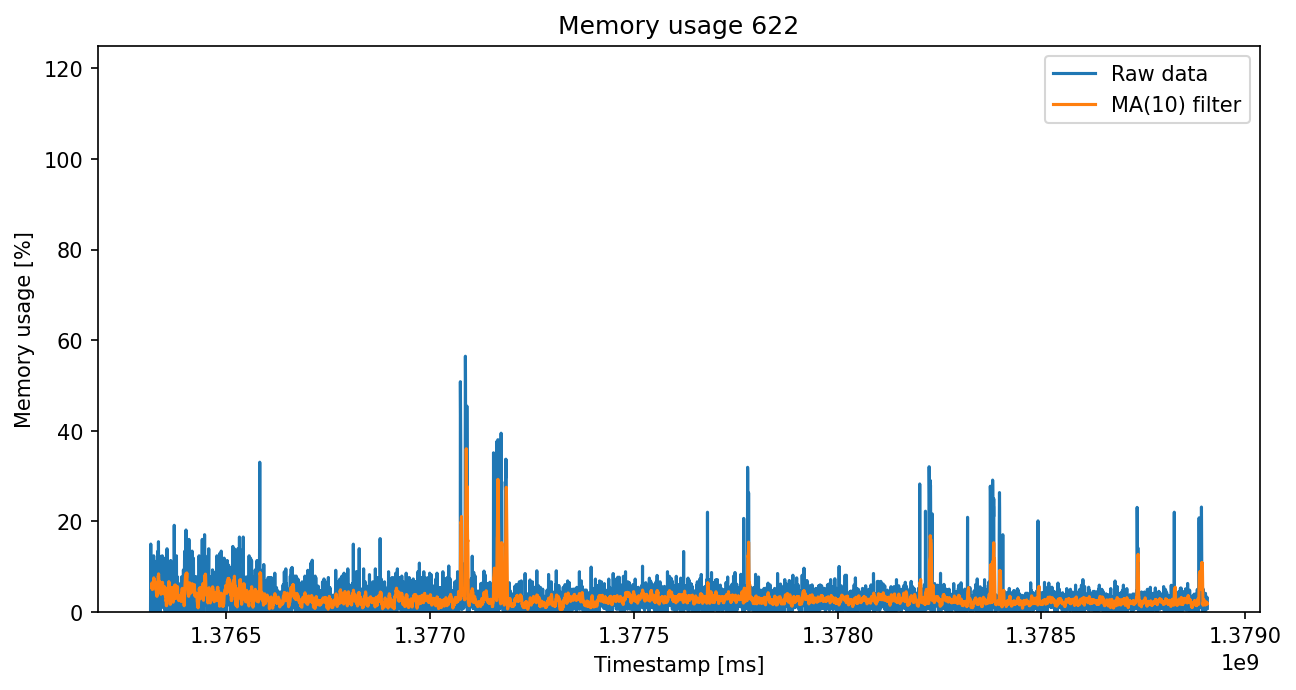 Memory usage 622
Raw data
MA(10) filter
Memory usage [%]
120
100
80
60
40
20
0
1.3765 1.3770 1.3775 1.3780 1.3785 1.3790
Timestamp [ms]
1e9